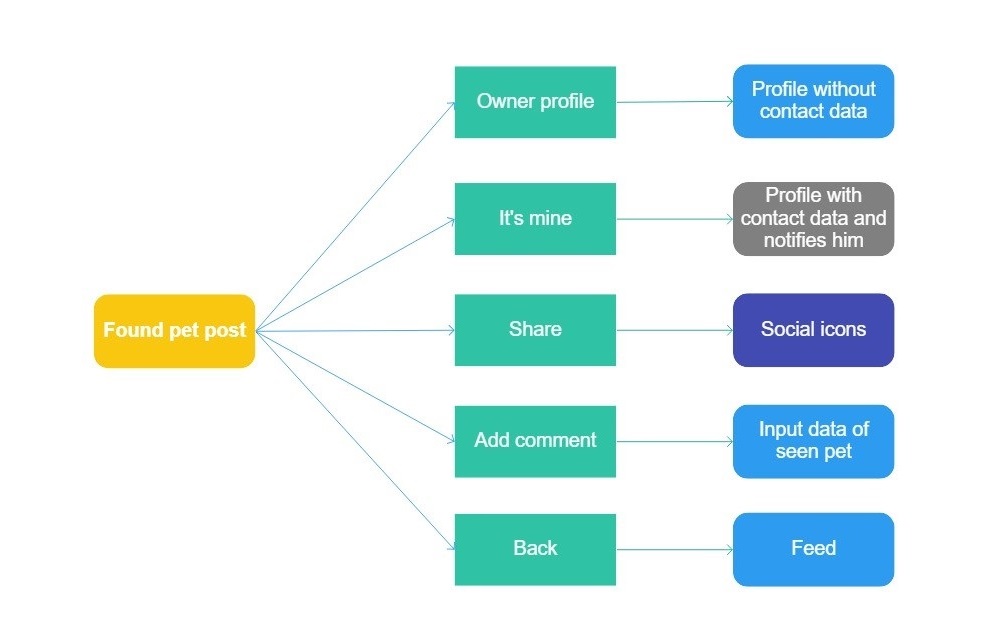 Owner profile
Profile without
contact data
It's mine
Profile with
contact data and
notifies him
Found pet post
Share
Social icons
Add comment
Input data of
seen pet
Back
Feed